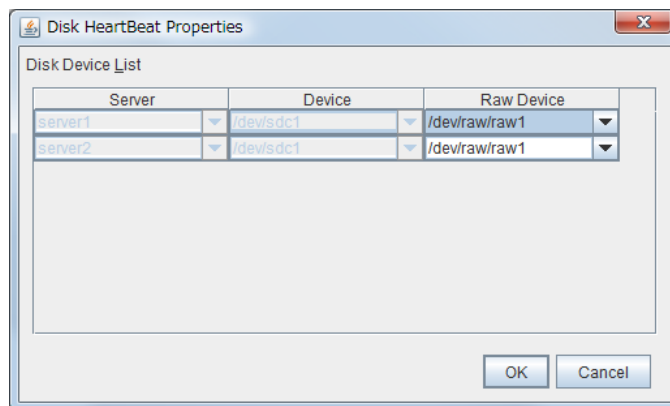 Disk HeartBeat Properties
Disk Device List
Server Device Raw Device
server1 /dev/sdc1 /dev/raw/raw1
server2 /dev/sdc1 /dev/raw/raw1
OK Cancel